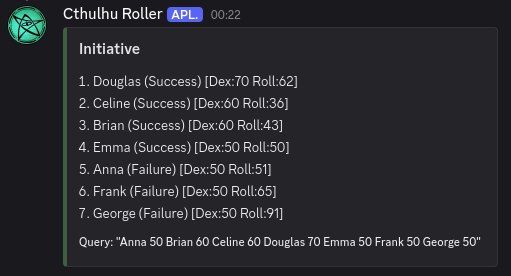 Cthulhu Roller APL. 00:22
Initiative
1. Douglas (Success) [Dex:70 Roll:62]
2. Celine (Success) [Dex:60 Roll:36]
3. Brian (Success) [Dex:60 Roll:43]
4. Emma (Success) [Dex:50 Roll:50]
5. Anna (Failure) [Dex:50 Roll:51]
6. Frank (Failure) [Dex:50 Roll:65]
7. George (Failure) [Dex:50 Roll:91]
Query: "Anna 50 Brian 60 Celine 60 Douglas 70 Emma 50 Frank 50 George 50"